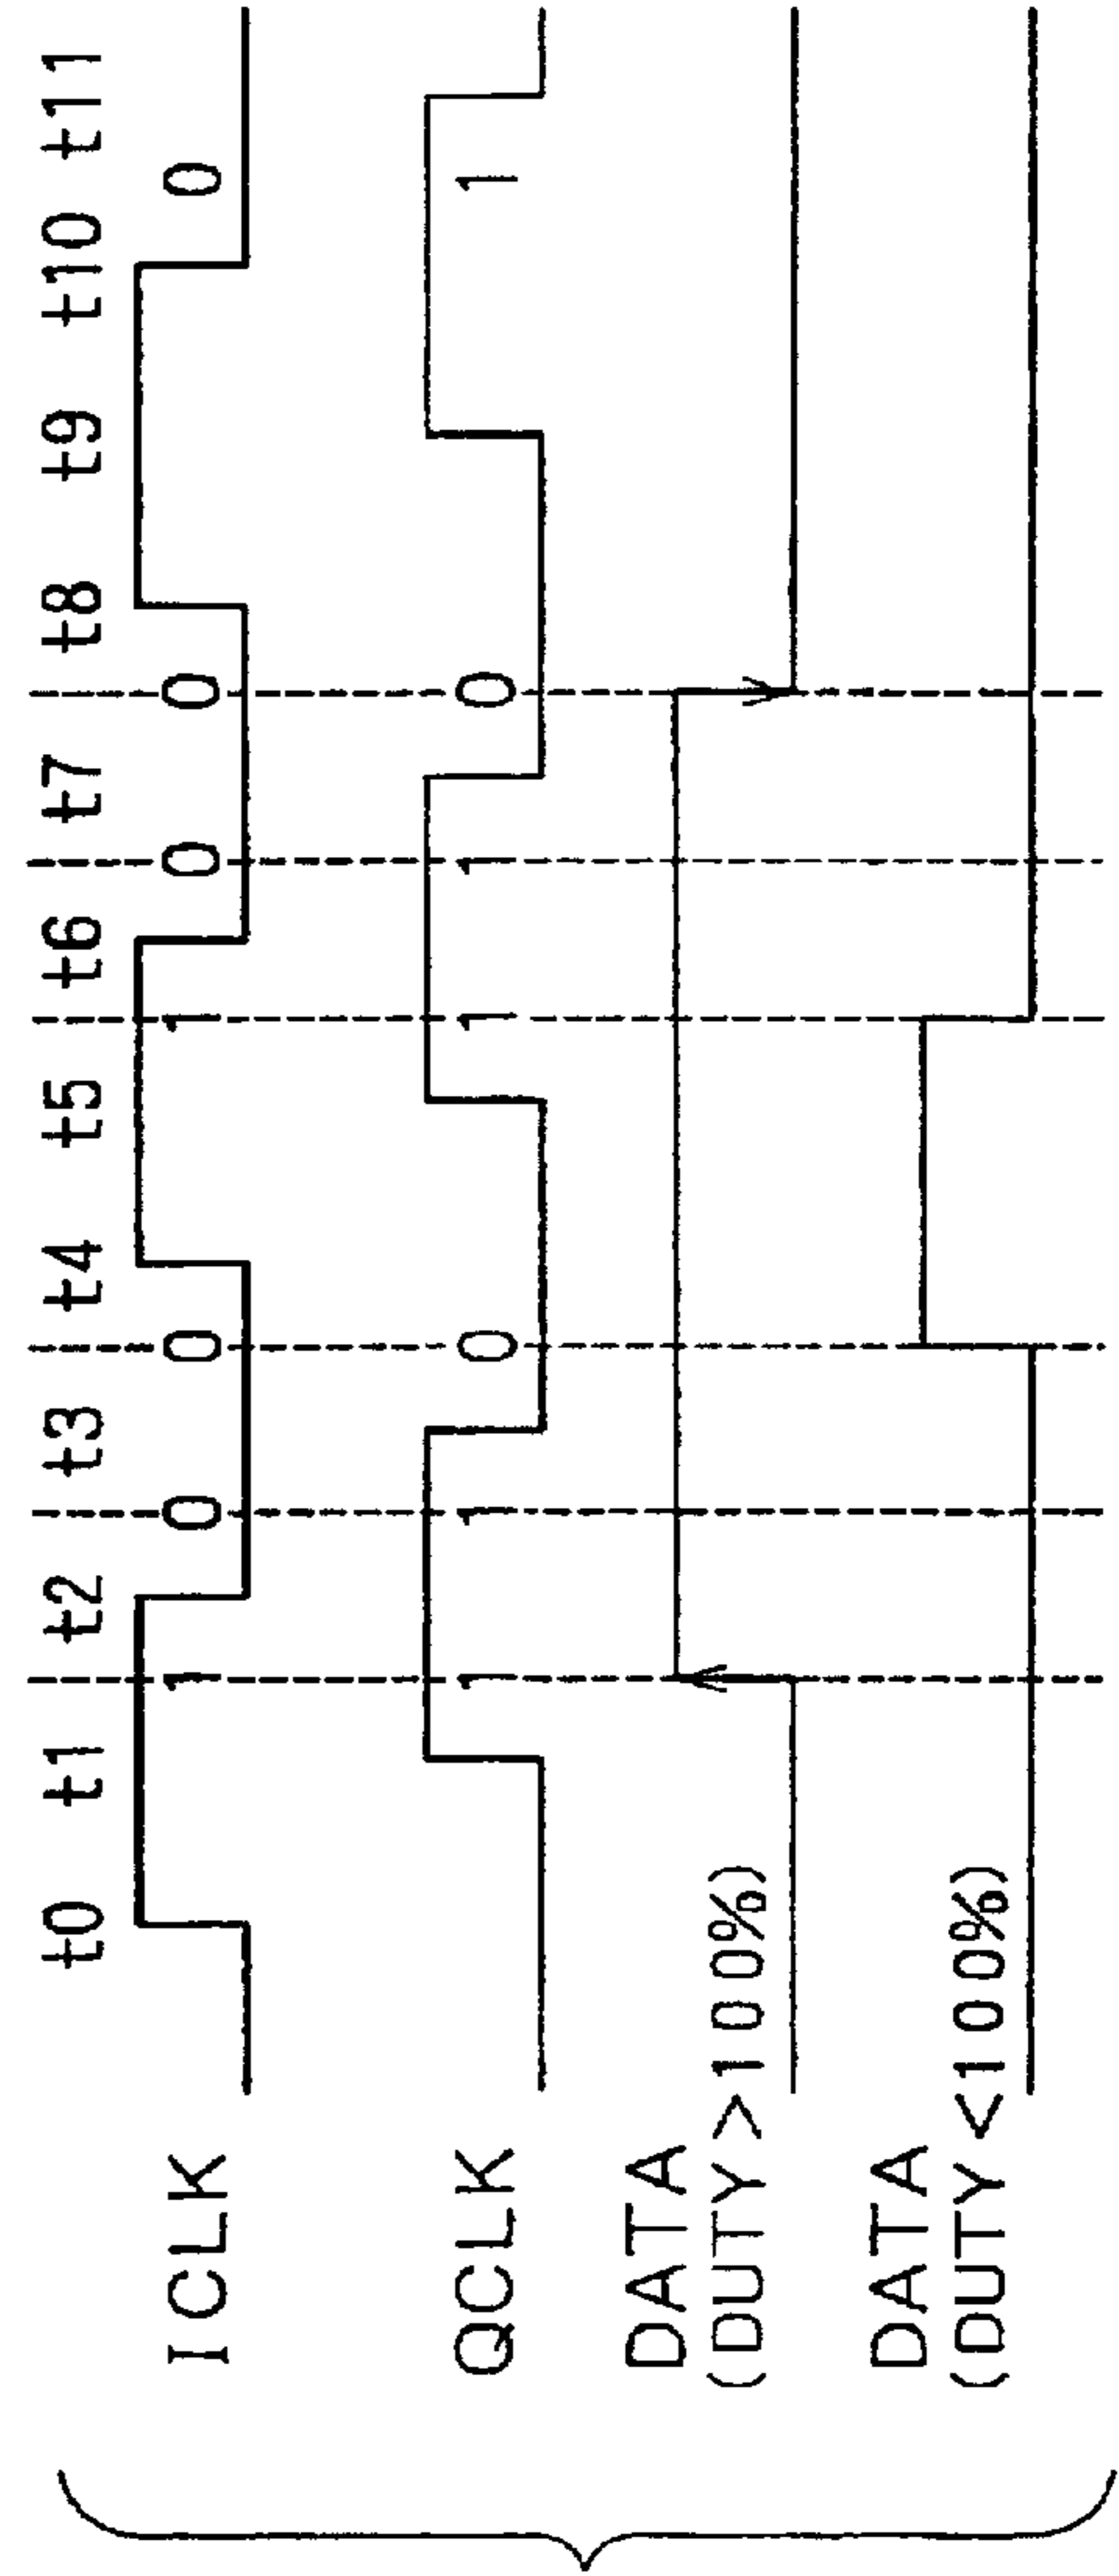 t0 t1 t2 t3 t4 t5 t6 t7 t8 t9 t10 t11
ICLK 1 0 0 1 0 0 0
QCLK 1 1 0 1 1 0 1
DATA
(DUTY>100%)
DATA
(DUTY<100%)